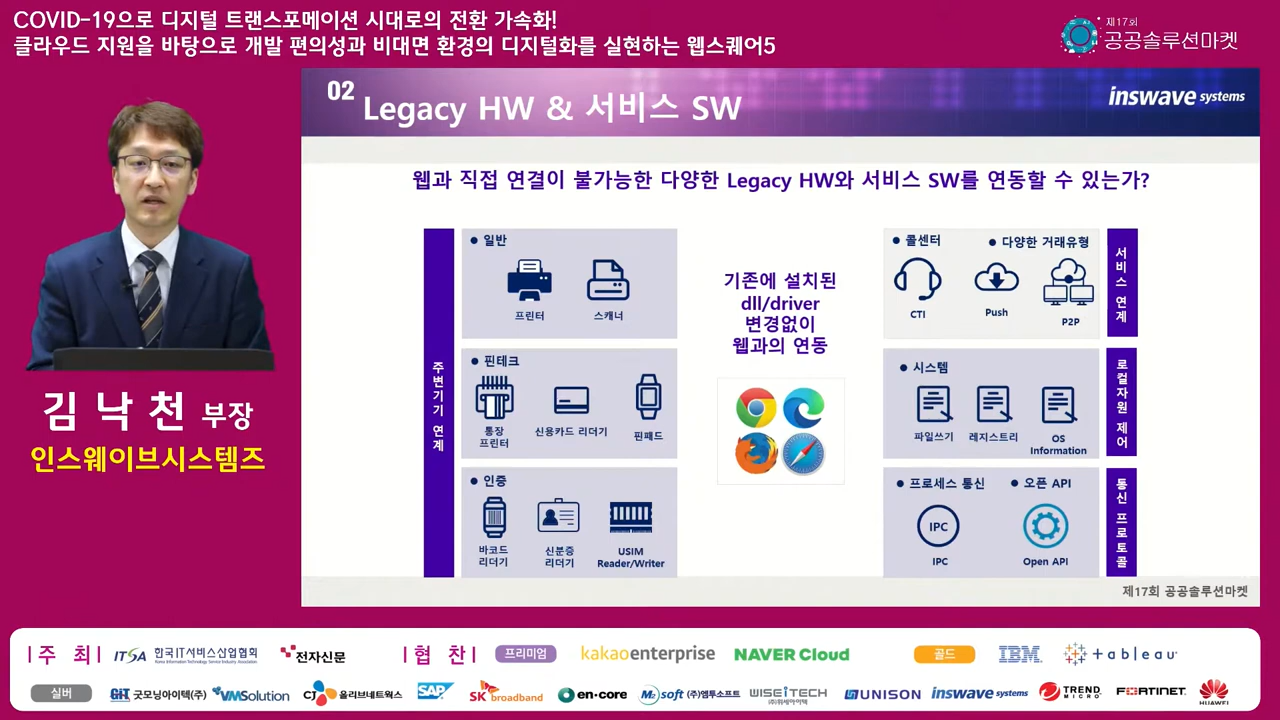 COVID-19으로 디지털 트랜스포메이션 시대로의 전환 가속화!
클라우드 지원을 바탕으로 개발 편의성과 비대면 환경의 디지털화를 실현하는 웹스퀘어5
제17회
공공솔루션마켓
02 Legacy HW & 서비스 SW
inswave systems
웹과 직접 연결이 불가능한 다양한 Legacy HW와 서비스 SW를 연동할 수 있는가?
주변기기 연계
일반
프린터
스캐너
핀테크
통장
프린터
신용카드 리더기
핀패드
인증
바코드
리더기
신분증
리더기
USIM
Reader/Writer
기존에 설치된
dll/driver
변경없이
웹과의 연동
콜센터
다양한 거래유형
CTI
Push
P2P
서비스 연계
시스템
파일쓰기
레지스트리
OS
Information
로컬자원 제어
프로세스 통신
오픈 API
IPC
IPC
Open API
통신 프로토콜
제17회 공공솔루션마켓
김 낙 천 부장
인스웨이브시스템즈
주 최
ITSA 한국IT서비스산업협회
Korea Information Technology Service Industry Association
전자신문
협 찬
프리미엄
kakaoenterprise
NAVER Cloud
골드
IBM
tableau
실버
GIT 굿모닝아이텍(주)
VMSolution
CJ 올리브네트웍스
SAP
SK broadband
en-core
M2soft (주)엠투소프트
WISEITECH
(주)위세아이텍
UNISON
inswave systems
TREND
MICRO
FORTINET
HUAWEI